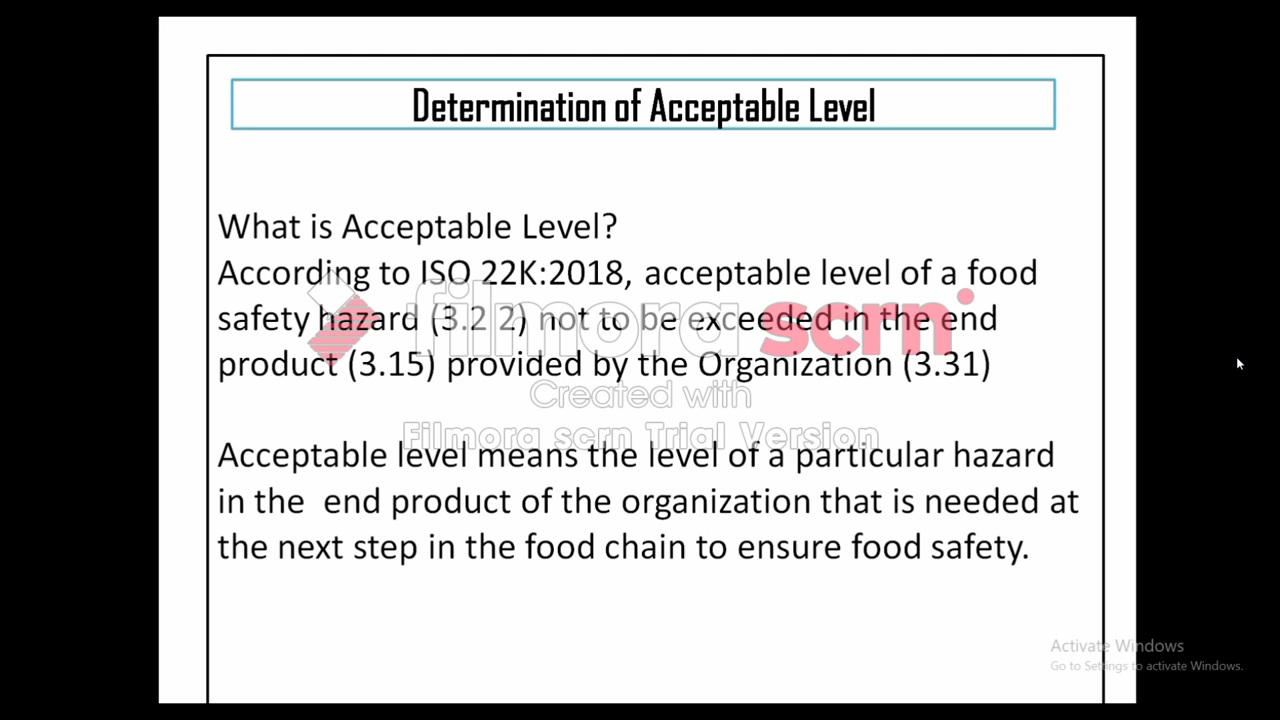 Determination of Acceptable Level
What is Acceptable Level?
According to ISO 22K:2018, acceptable level of a food
safety hazard (3.2 2) not to be exceeded in the end
product (3.15) provided by the Organization (3.31)
filmora scrn
Created with
Filmora scrn Trial Version
Acceptable level means the level of a particular hazard
in the end product of the organization that is needed at
the next step in the food chain to ensure food safety.
Activate Windows
Go to Settings to activate Windows.